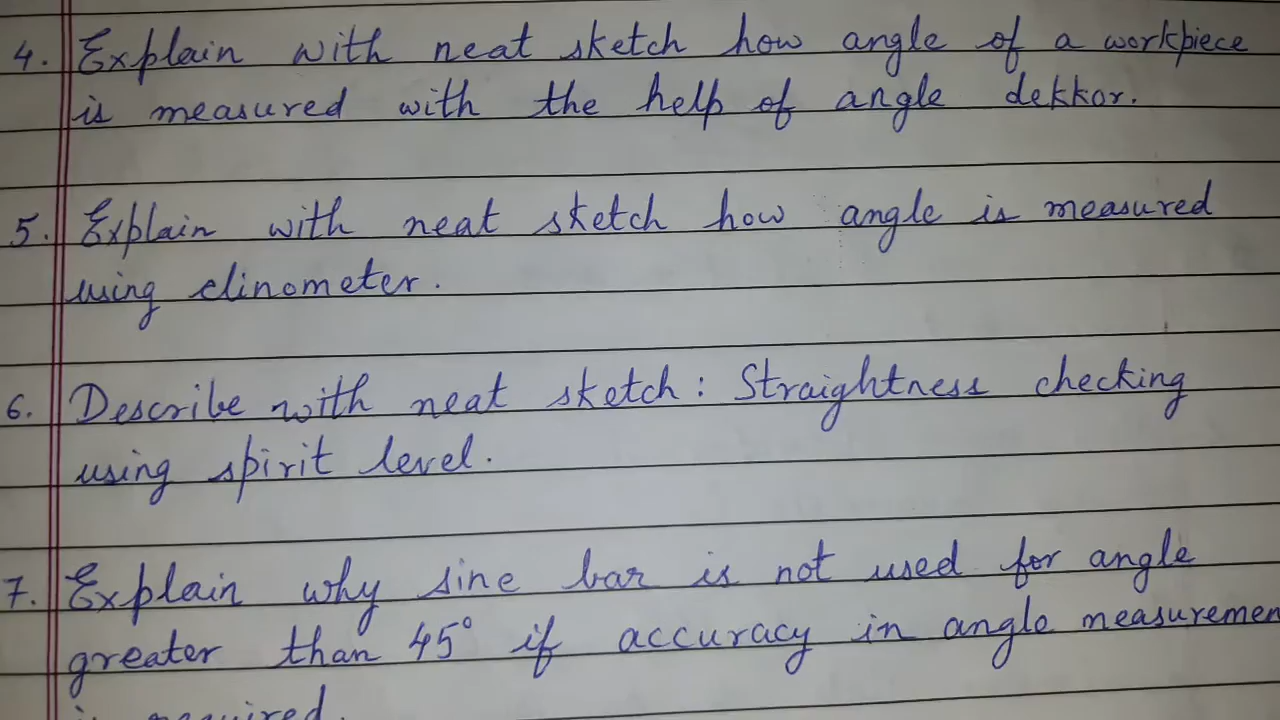 4. Explain with neat sketch how angle of a workpiece
is measured with the help of angle dekkor.
5. Explain with neat sketch how angle is measured
using clinometer.
6. Describe with neat sketch: Straightness checking
using spirit level.
7. Explain why sine bar is not used for angle
greater than 45° if accuracy in angle measuremen
is required.